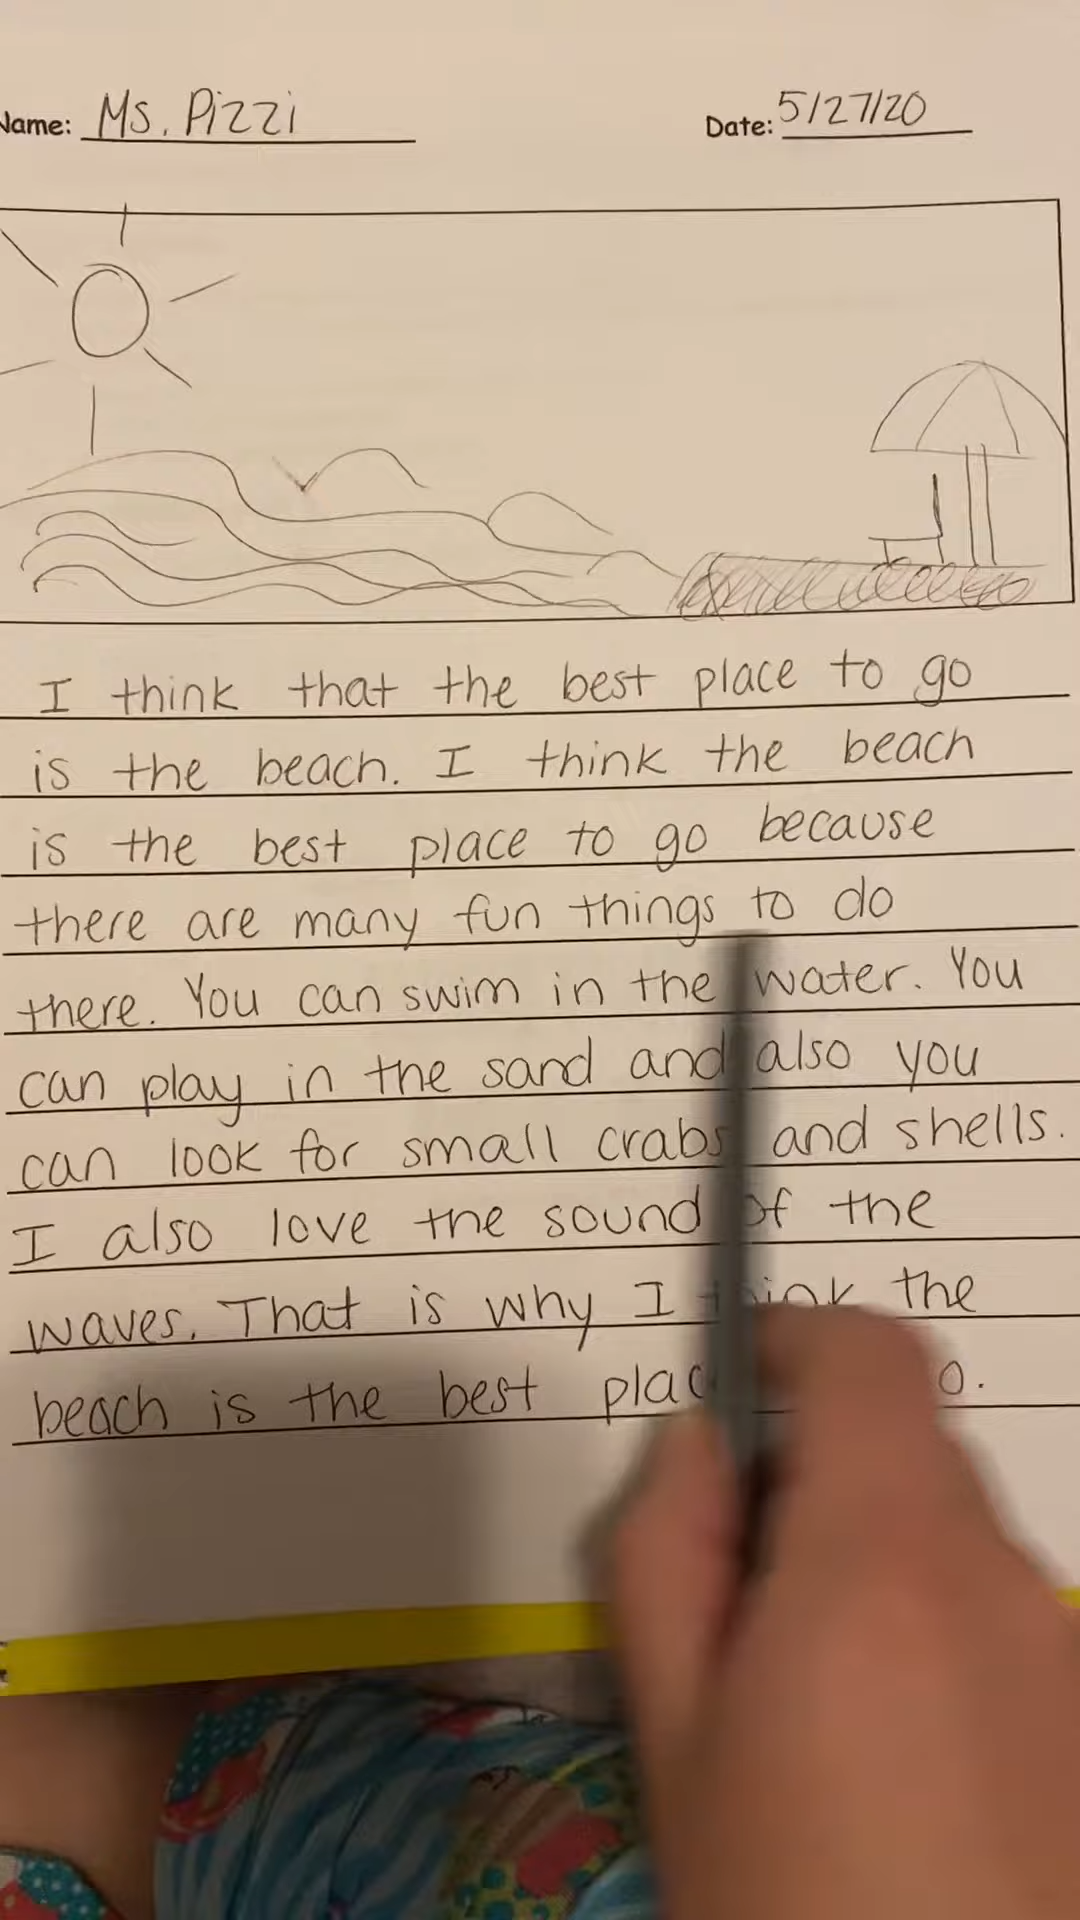 Name: Ms. Pizzi
Date: 5/27/20
I think that the best place to go
is the beach. I think the beach
is the best place to go because
there are many fun things to do
there. You can swim in the water. You
can play in the sand and also you
can look for small crabs and shells.
I also love the sound of the
waves. That is why I think the
beach is the best